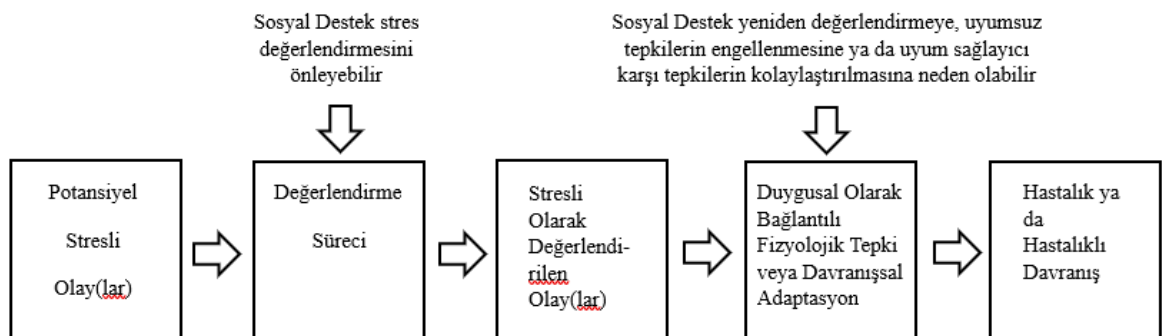 Sosyal Destek stres
değerlendirmesini
önleyebilir
Sosyal Destek yeniden değerlendirmeye, uyumsuz
tepkilerin engellenmesine ya da uyum sağlayıcı
karşı tepkilerin kolaylaştırılmasına neden olabilir
Potansiyel
Stresli
Olay(lar)
Değerlendirme
Süreci
Stresli
Olarak
Değerlendi-
rilen
Olay(lar)
Duygusal Olarak
Bağlantılı
Fizyolojik Tepki
veya Davranışsal
Adaptasyon
Hastalık ya
da
Hastalıklı
Davranış